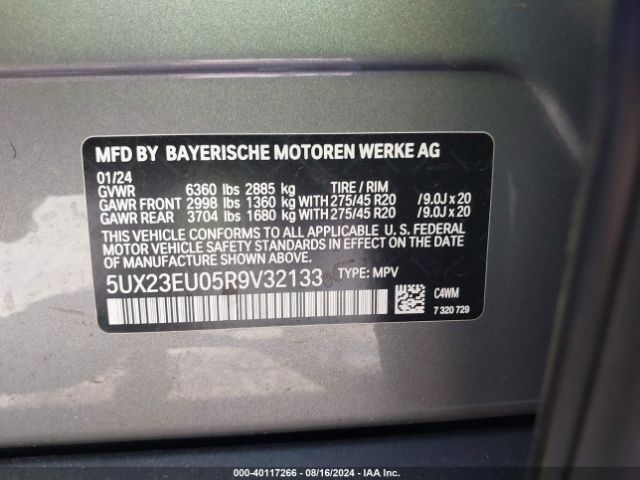 MFD BY BAYERISCHE MOTOREN WERKE AG
01/24
GVWR 6360 lbs 2885 kg TIRE / RIM
GAWR FRONT 2998 lbs 1360 kg WITH 275/45 R20 /9.0J x 20
GAWR REAR 3704 lbs 1680 kg WITH 275/45 R20 /9.0J x 20
THIS VEHICLE CONFORMS TO ALL APPLICABLE U. S. FEDERAL
MOTOR VEHICLE SAFETY STANDARDS IN EFFECT ON THE DATE
OF MANUFACTURE SHOWN ABOVE.
5UX23EU05R9V32133 TYPE: MPV
C4WM
7 320 729
000-40117266 - 08/16/2024 - IAAI.COM